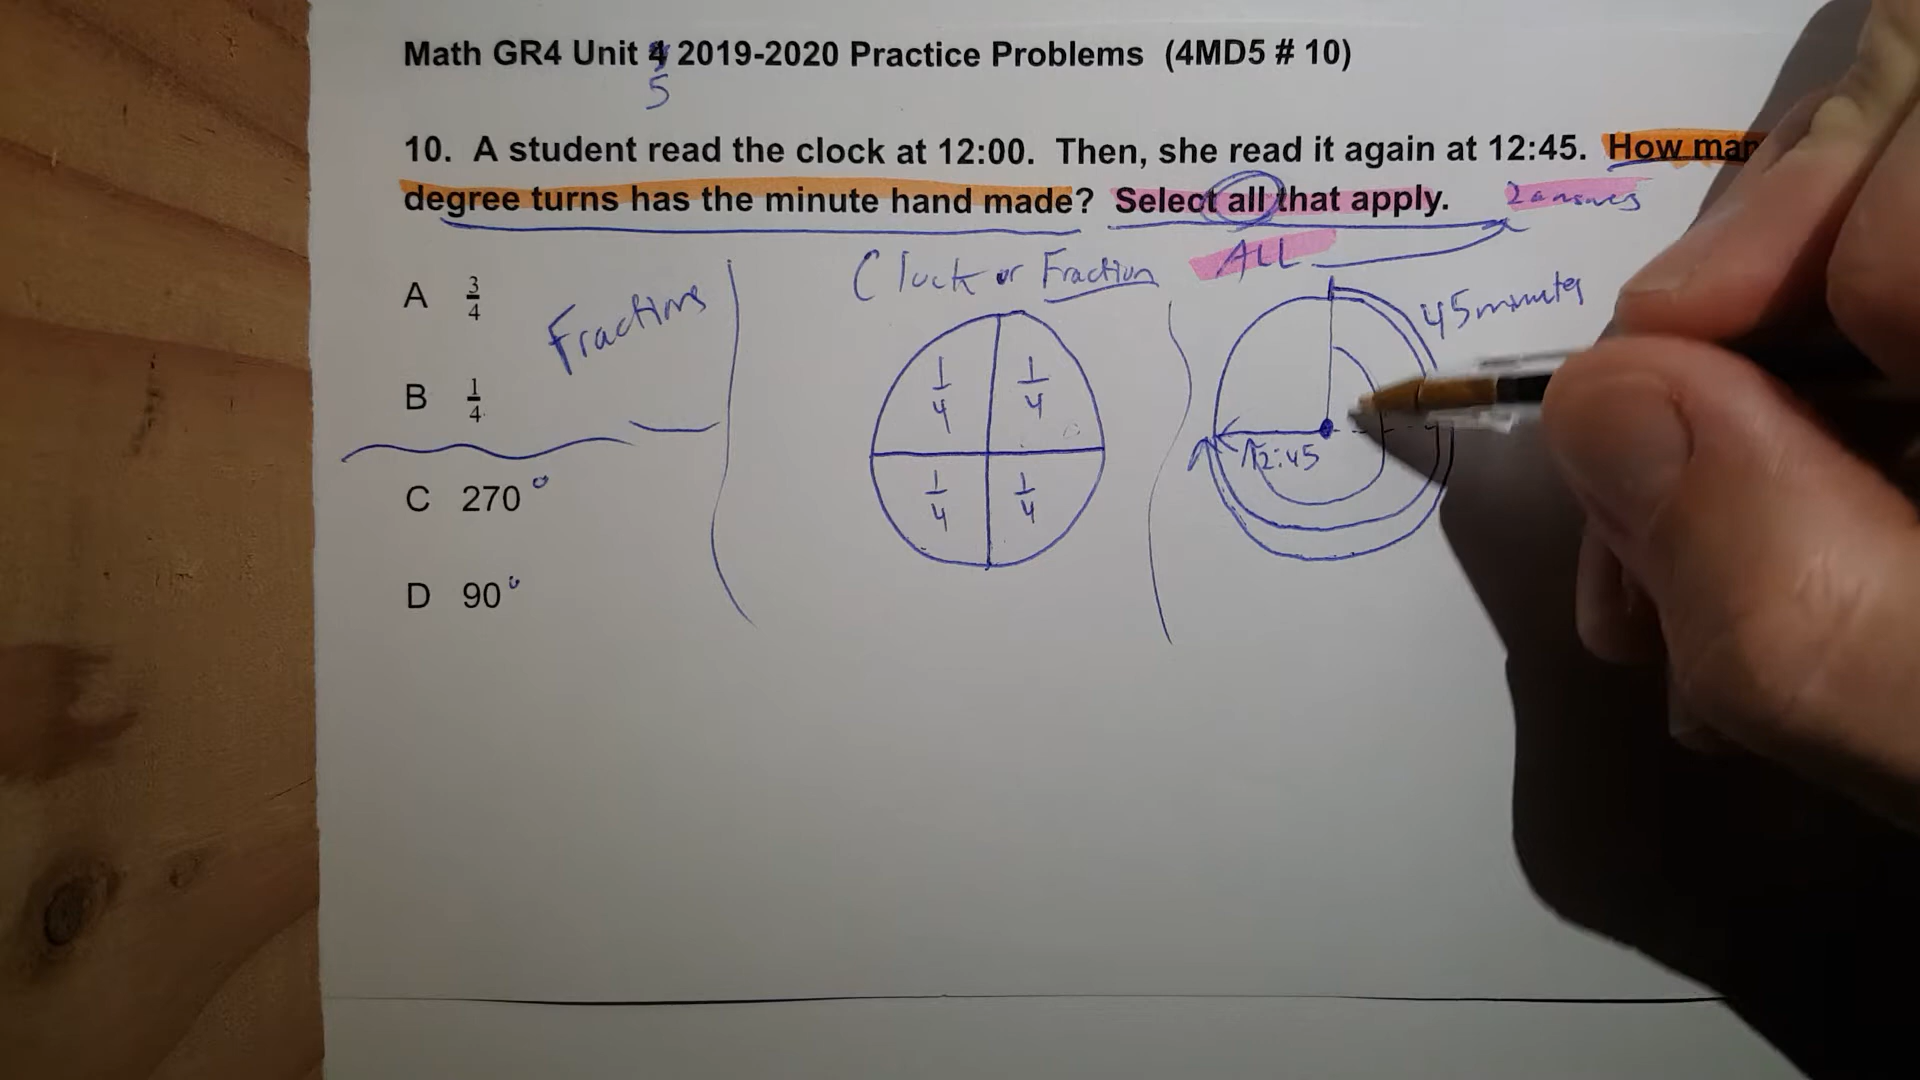 Math GR4 Unit 4 2019-2020 Practice Problems (4MD5 # 10)
5
10. A student read the clock at 12:00. Then, she read it again at 12:45. How
degree turns has the minute hand made? Select all that apply. 2
Clock or Fraction ALL
A 3/4
Fractions
45 minutes
B 1/4
1/4 1/4
12:45
C 270°
1/4 1/4
D 90°